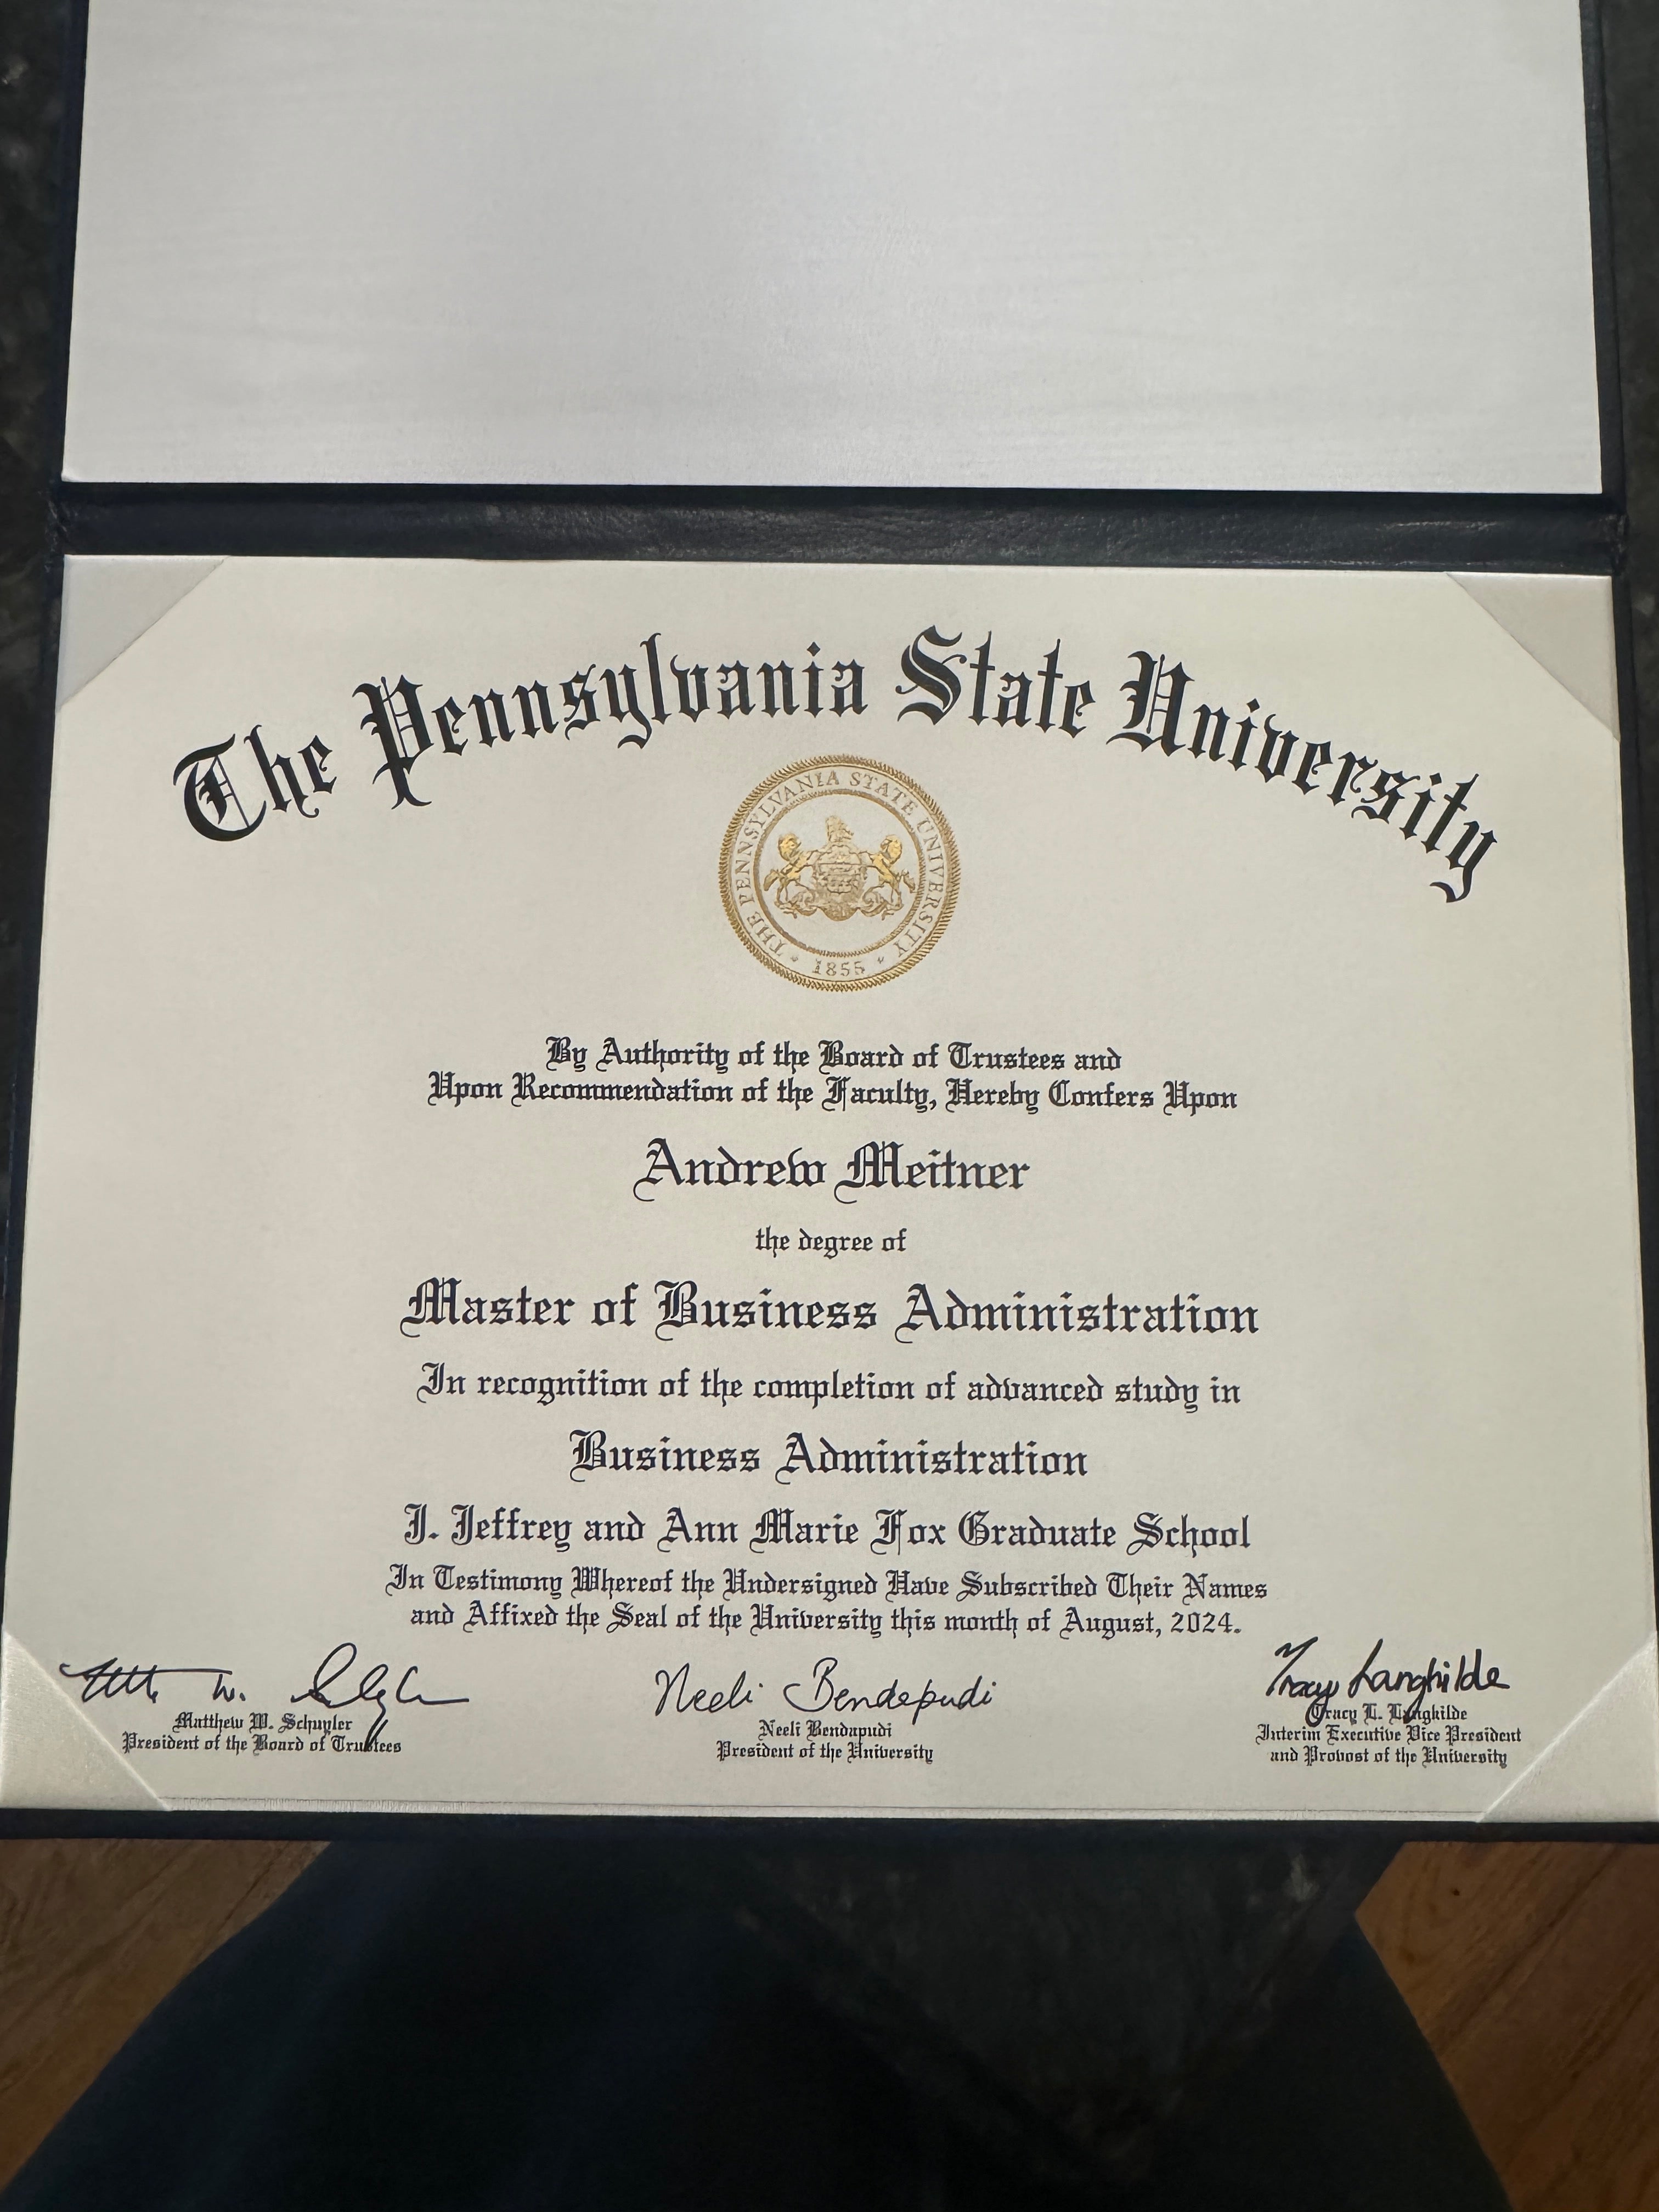 The Pennsylvania State University
THE PENNSYLVANIA STATE UNIVERSITY
1855
By Authority of the Board of Trustees and
Upon Recommendation of the Faculty, Hereby Confers Upon
Andrew Meitner
the degree of
Master of Business Administration
In recognition of the completion of advanced study in
Business Administration
J. Jeffrey and Ann Marie Fox Graduate School
In Testimony Whereof the Undersigned Have Subscribed Their Names
and Affixed the Seal of the University this month of August, 2024.
W.
Neeli Bendapudi
Tracy Langkilde
Matthew W. Schuyler
President of the Board of Trustees
Neeli Bendapudi
President of the University
Tracy L. Langkilde
Interim Executive Vice President
and Provost of the University